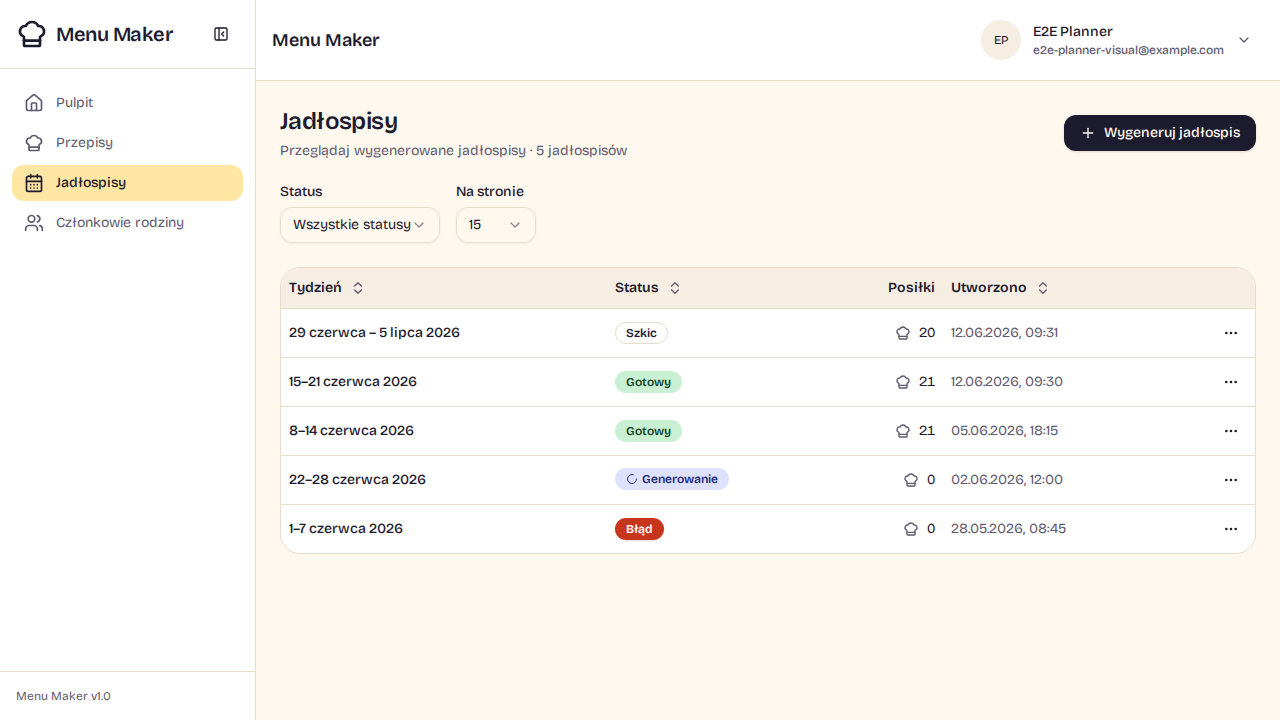 Menu Maker
Menu Maker
EP
E2E Planner
e2e-planner-visual@example.com
Pulpit
Przepisy
Jadłospisy
Członkowie rodziny
Jadłospisy
Przeglądaj wygenerowane jadłospisy · 5 jadłospisów
Wygeneruj jadłospis
Status
Na stronie
Wszystkie statusy
15
Tydzień Status Posiłki Utworzono
29 czerwca – 5 lipca 2026 Szkic 20 12.06.2026, 09:31
15–21 czerwca 2026 Gotowy 21 12.06.2026, 09:30
8–14 czerwca 2026 Gotowy 21 05.06.2026, 18:15
22–28 czerwca 2026 Generowanie 0 02.06.2026, 12:00
1–7 czerwca 2026 Błąd 0 28.05.2026, 08:45
Menu Maker v1.0